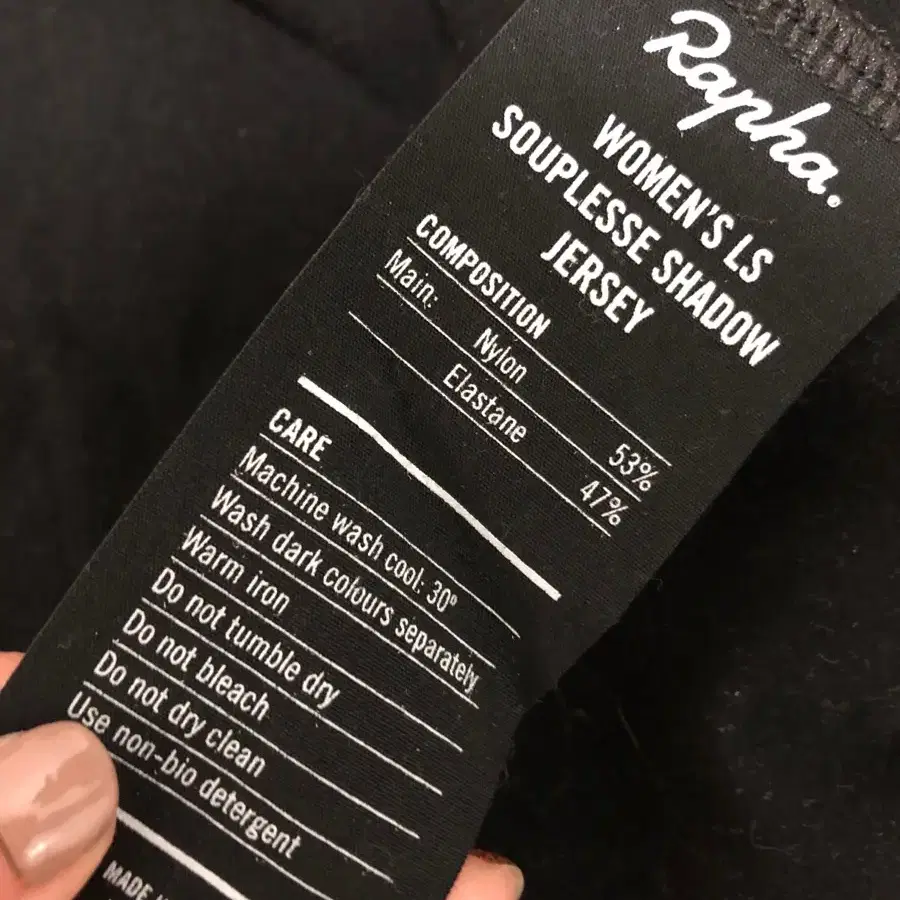 Rapha.
WOMEN'S LS
SOUPLESSE SHADOW
JERSEY
COMPOSITION
Main:
Nylon 53%
Elastane 47%
CARE
Machine wash cool: 30°
Wash dark colours separately
Warm iron
Do not tumble dry
Do not bleach
Do not dry clean
Use non-bio detergent
MADE